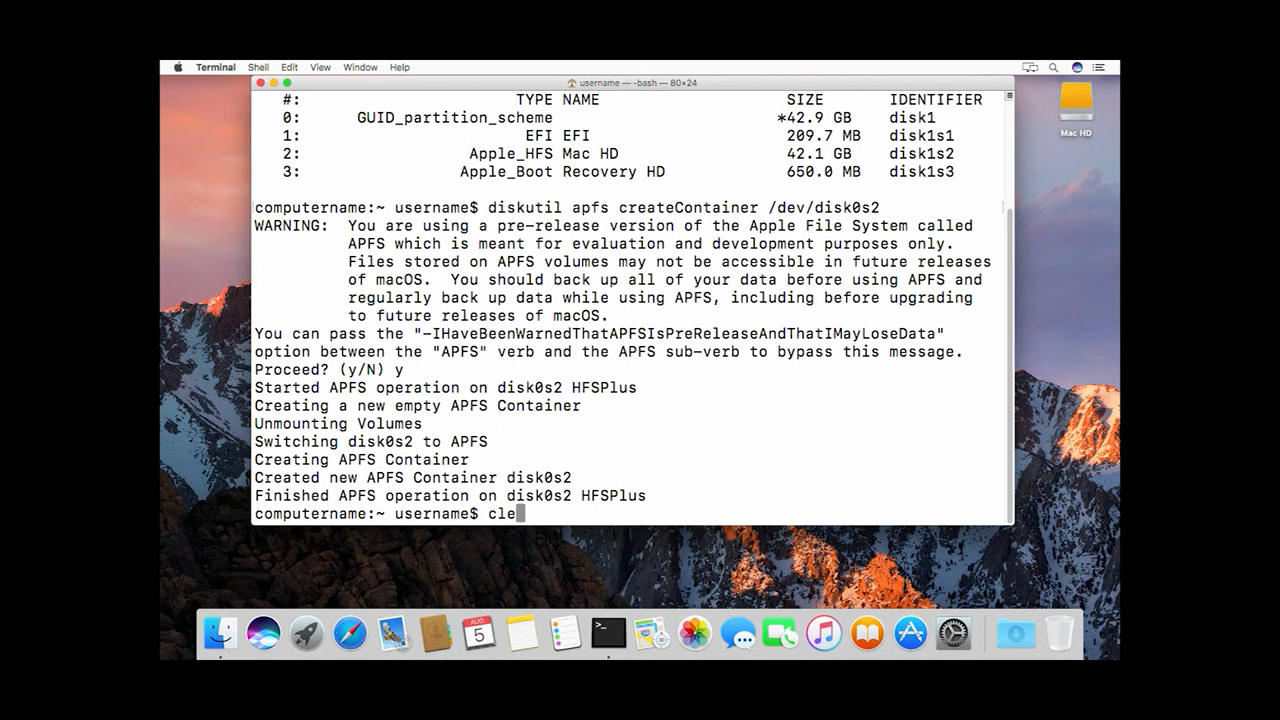 Terminal Shell Edit View Window Help
username — -bash — 80×24
#: TYPE NAME SIZE IDENTIFIER
0: GUID_partition_scheme *42.9 GB disk1
1: EFI EFI 209.7 MB disk1s1
2: Apple_HFS Mac HD 42.1 GB disk1s2
3: Apple_Boot Recovery HD 650.0 MB disk1s3
Mac HD
computername:~ username$ diskutil apfs createContainer /dev/disk0s2
WARNING: You are using a pre-release version of the Apple File System called
APFS which is meant for evaluation and development purposes only.
Files stored on APFS volumes may not be accessible in future releases
of macOS. You should back up all of your data before using APFS and
regularly back up data while using APFS, including before upgrading
to future releases of macOS.
You can pass the "-IHaveBeenWarnedThatAPFSIsPreReleaseAndThatIMayLoseData"
option between the "APFS" verb and the APFS sub-verb to bypass this message.
Proceed? (y/N) y
Started APFS operation on disk0s2 HFSPlus
Creating a new empty APFS Container
Unmounting Volumes
Switching disk0s2 to APFS
Creating APFS Container
Created new APFS Container disk0s2
Finished APFS operation on disk0s2 HFSPlus
computername:~ username$ cle
AUG
5
>_